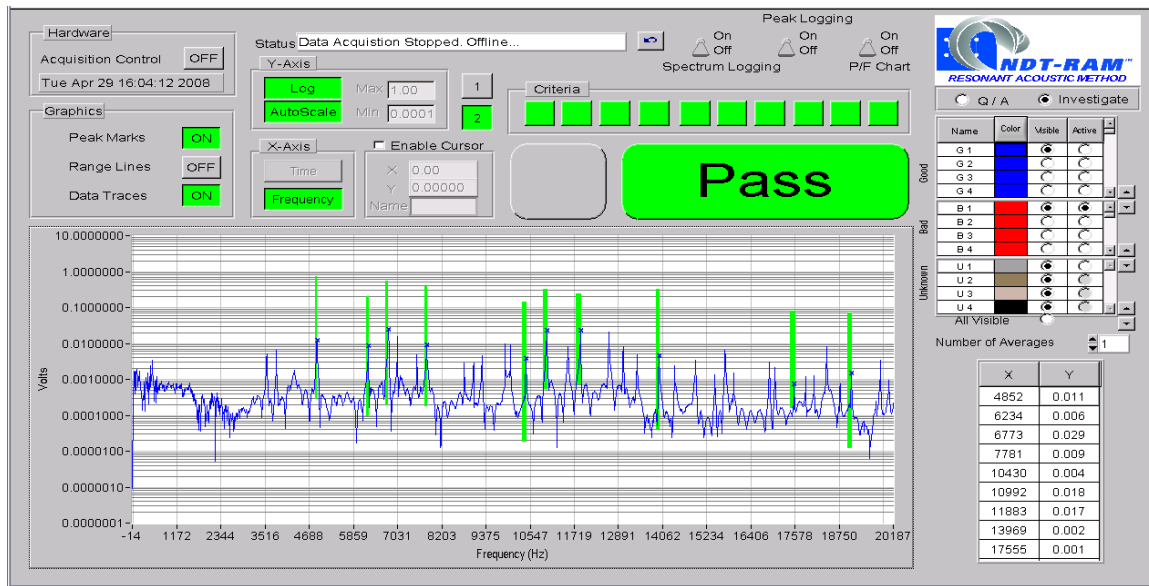 Hardware
Acquisition Control OFF
Tue Apr 29 16:04:12 2008
Graphics
Peak Marks ON
Range Lines OFF
Data Traces ON
Status Data Acquistion Stopped. Offline...
Y-Axis
Log Max 1.00
AutoScale Min 0.0001
1
2
X-Axis
Time
Frequency
Enable Cursor
X 0.00
Y 0.00000
Name
Peak Logging
On On On
Off Off Off
Spectrum Logging P/F Chart
Criteria
Pass
NDT-RAM™
RESONANT ACOUSTIC METHOD
Q / A Investigate
Name Color Visible Active
Good
G 1
G 2
G 3
G 4
Bad
B 1
B 2
B 3
B 4
Unknown
U 1
U 2
U 3
U 4
All Visible
Number of Averages 1
X Y
4852 0.011
6234 0.006
6773 0.029
7781 0.009
10430 0.004
10992 0.018
11883 0.017
13969 0.002
17555 0.001
Volts
10.0000000
1.0000000
0.1000000
0.0100000
0.0010000
0.0001000
0.0000100
0.0000010
0.0000001
-14 1172 2344 3516 4688 5859 7031 8203 9375 10547 11719 12891 14062 15234 16406 17578 18750 20187
Frequency (Hz)